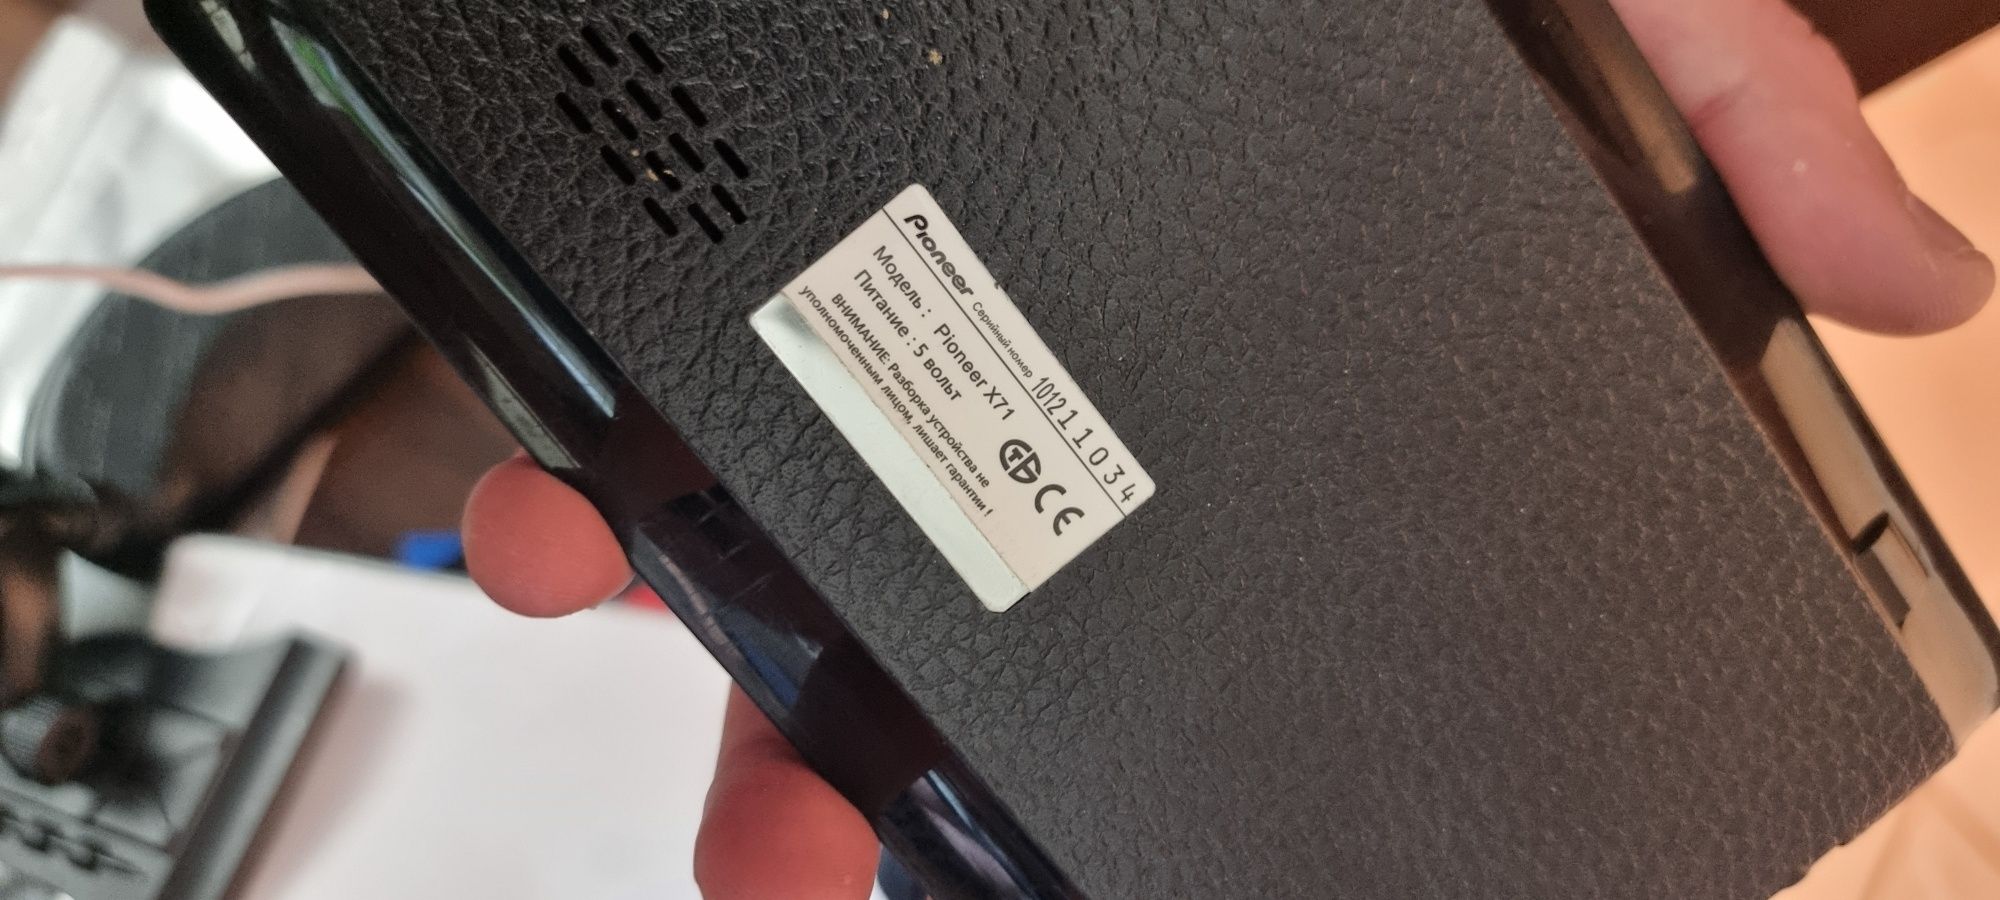 Pioneer Серийный номер 101211034
Модель : Pioneer X71
Питание : 5 вольт
ВНИМАНИЕ: Разборка устройства не
уполномоченным лицом, лишает гарантии !
CE